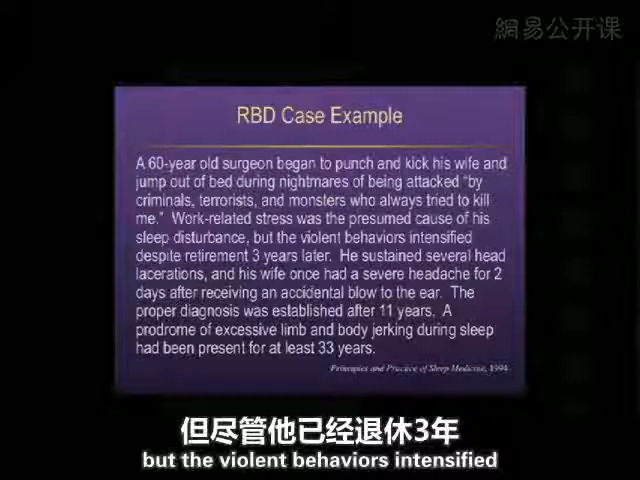 網易公开课
RBD Case Example
A 60-year old surgeon began to punch and kick his wife and
jump out of bed during nightmares of being attacked "by
criminals, terrorists, and monsters who always tried to kill
me." Work-related stress was the presumed cause of his
sleep disturbance, but the violent behaviors intensified
despite retirement 3 years later. He sustained several head
lacerations, and his wife once had a severe headache for 2
days after receiving an accidental blow to the ear. The
proper diagnosis was established after 11 years. A
prodrome of excessive limb and body jerking during sleep
had been present for at least 33 years.
Principles and Practice of Sleep Medicine, 1994
但尽管他已经退休3年
but the violent behaviors intensified